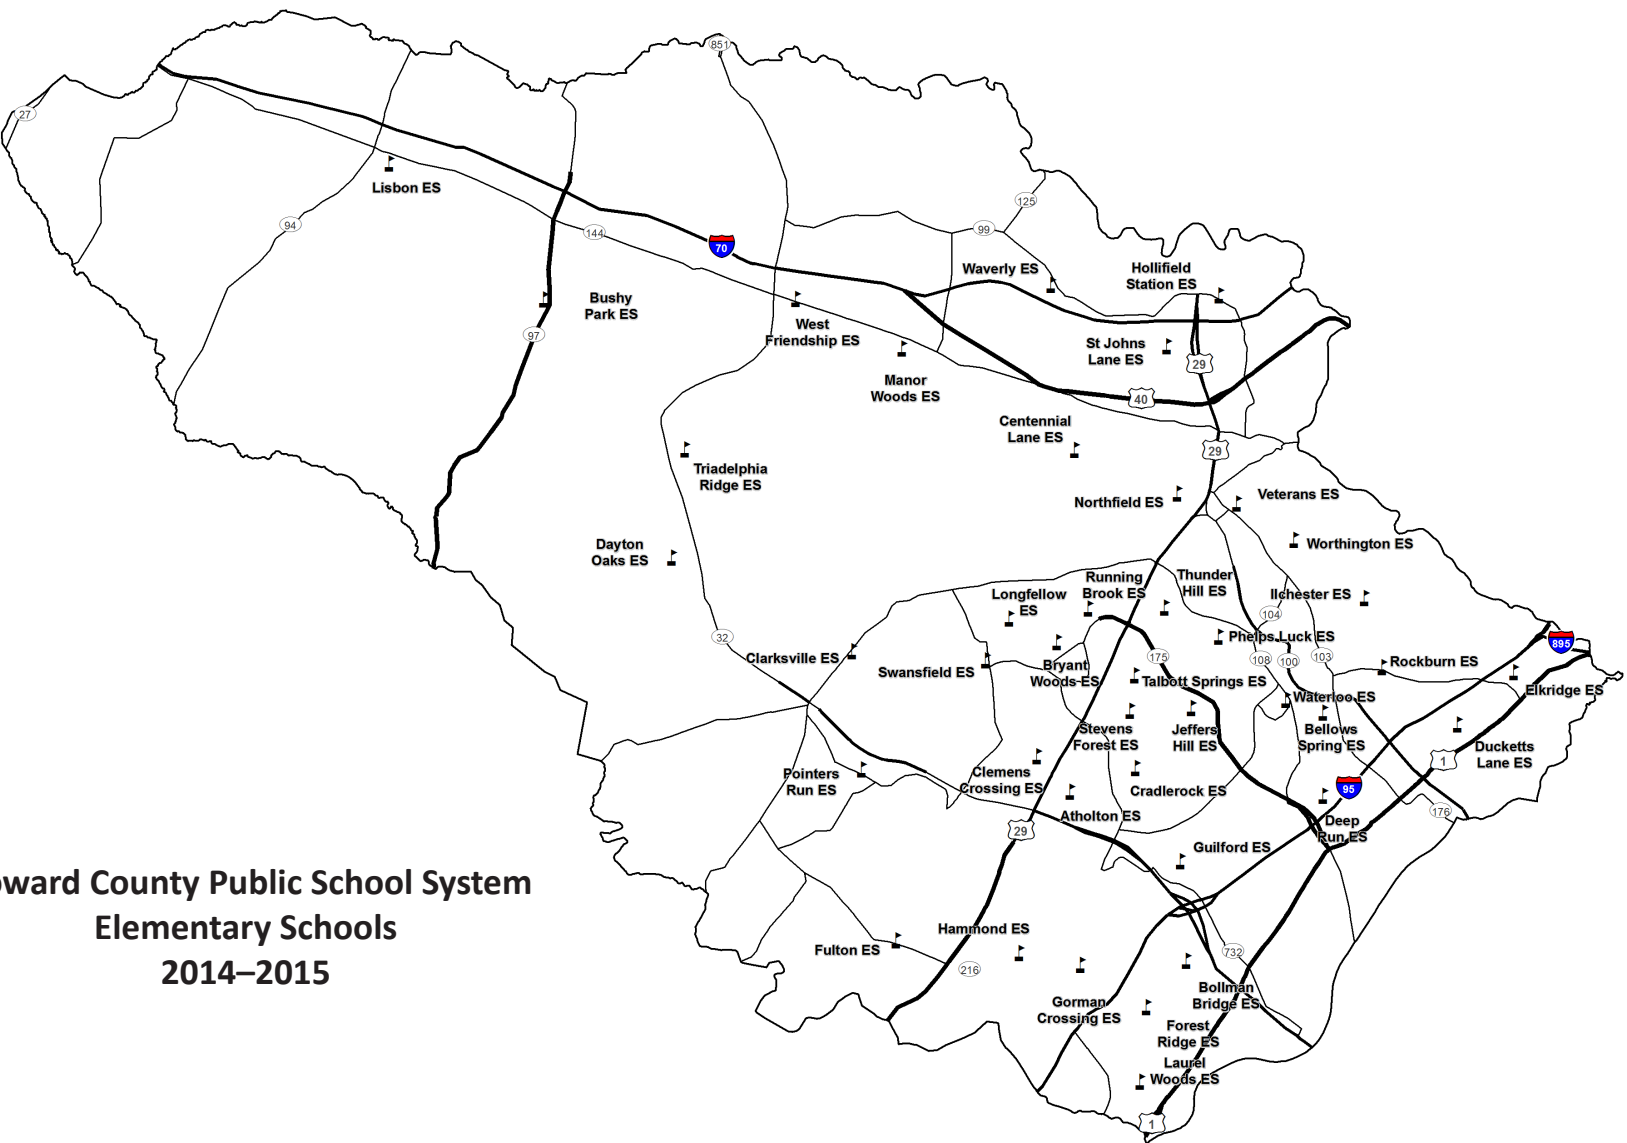 851
27
Lisbon ES
125
94
144
99
70
Waverly ES
Hollifield
Station ES
Bushy
Park ES
97
West
Friendship ES
St Johns
Lane ES
29
Manor
Woods ES
40
Centennial
Lane ES
29
Triadelphia
Ridge ES
Northfield ES
Veterans ES
Dayton
Oaks ES
Worthington ES
Longfellow
ES
Running
Brook ES
Thunder
Hill ES
Ilchester ES
104
32
Clarksville ES
Swansfield ES
Bryant
Woods ES
175
Phelps Luck ES
108
100
103
Rockburn ES
895
Talbott Springs ES
Waterloo ES
Elkridge ES
Stevens
Forest ES
Jeffers
Hill ES
Bellows
Spring ES
Ducketts
Lane ES
1
Pointers
Run ES
Clemens
Crossing ES
Cradlerock ES
95
176
Atholton ES
29
Deep
Run ES
Guilford ES
oward County Public School System
Elementary Schools
2014–2015
Hammond ES
Fulton ES
216
732
Gorman
Crossing ES
Bollman
Bridge ES
Forest
Ridge ES
Laurel
Woods ES
1